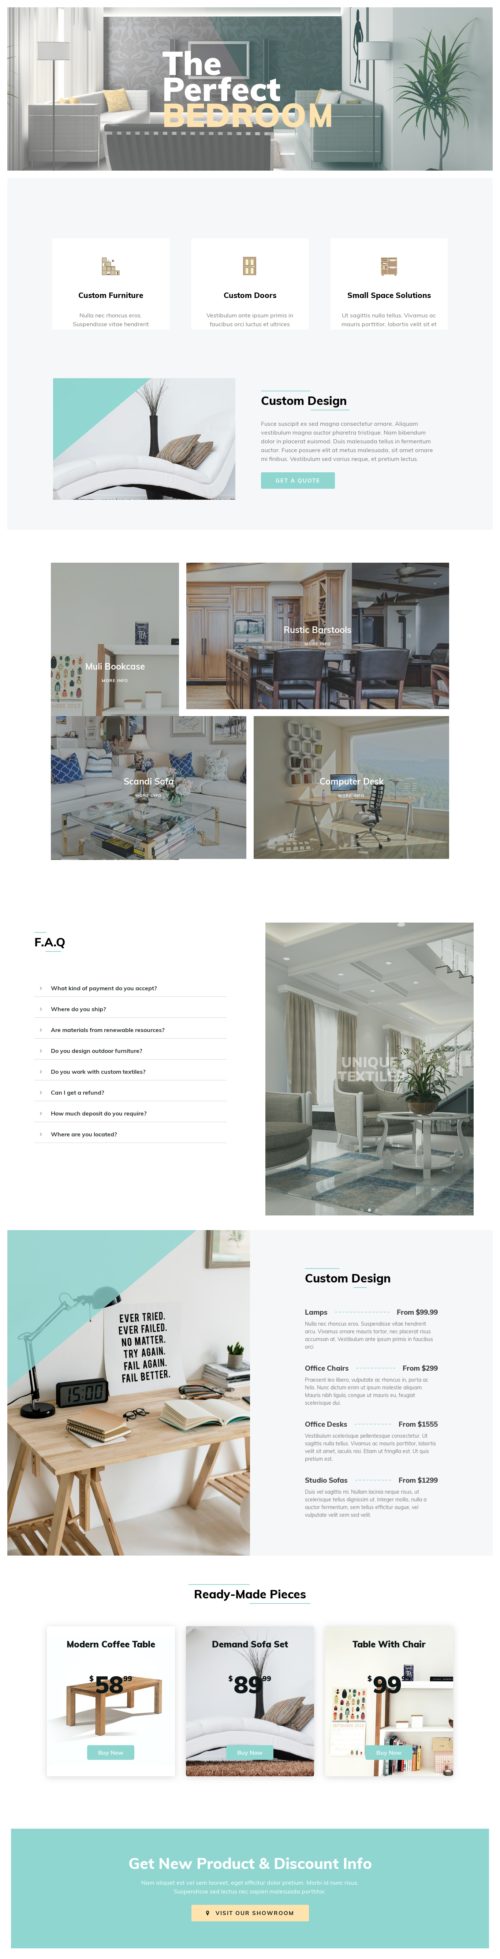 The
Perfect
BEDROOM
Custom Furniture
Nulla nec rhoncus eros.
Suspendisse vitae hendrerit
Custom Doors
Vestibulum ante ipsum primis in
faucibus orci luctus et ultrices
Small Space Solutions
Ut sagittis nulla tellus. Vivamus ac
mauris porttitor, lobortis velit sit et
Custom Design
Fusce suscipit ex sed magna consectetur ornare. Aliquam
vestibulum magna auctor pharetra tristique. Nam bibendum
dolor in placerat euismod. Duis malesuada tellus in fermentum
auctor. Fusce posuere elit at metus malesuada, sit amet ornare
mi finibus. Vestibulum sed varius neque, et pretium lectus.
GET A QUOTE
Muli Bookcase
MORE INFO
Rustic Barstools
MORE INFO
Scandi Sofa
MORE INFO
Computer Desk
MORE INFO
F.A.Q
What kind of payment do you accept?
Where do you ship?
Are materials from renewable resources?
Do you design outdoor furniture?
Do you work with custom textiles?
Can I get a refund?
How much deposit do you require?
Where are you located?
UNIQUE
TEXTILES
EVER TRIED.
EVER FAILED.
NO MATTER.
TRY AGAIN.
FAIL AGAIN.
FAIL BETTER.
15:00
Custom Design
Lamps From $99.99
Nulla nec rhoncus eros. Suspendisse vitae hendrerit
arcu. Vivamus ornare mauris tortor, nec placerat risus
accumsan at. Vestibulum ante ipsum primis in faucibus
orci.
Office Chairs From $299
Praesent leo libero, vulputate ac rhoncus in, porta ac
felis. Nunc dictum enim ut ipsum molestie aliquam
Mauris nibh ligula, congue ut mauris eu, feugiat
scelerisque dui.
Office Desks From $1555
Vestibulum scelerisque pellentesque consectetur. Ut
sagittis nulla tellus. Vivamus ac mauris porttitor, lobortis
velit sit amet, iaculis nisi. Etiam ut fringilla est. Ut quis
pretium est.
Studio Sofas From $1299
Duis vel sagittis mi. Nullam lacinia neque risus, ut
scelerisque tellus dignissim ut. Integer mollis, nulla a
auctor fermentum, sem tellus efficitur augue, vel
vulputate velit sem sed velit.
Ready-Made Pieces
Modern Coffee Table
$58.99
Buy Now
Demand Sofa Set
$89.99
Buy Now
Table With Chair
$99.99
Buy Now
Get New Product & Discount Info
Nam aliquet est vel sem laoreet, eget efficitur dolor pretium. Morbi id nunc risus.
Suspendisse sed lectus nec sapien malesuada porttitor.
VISIT OUR SHOWROOM